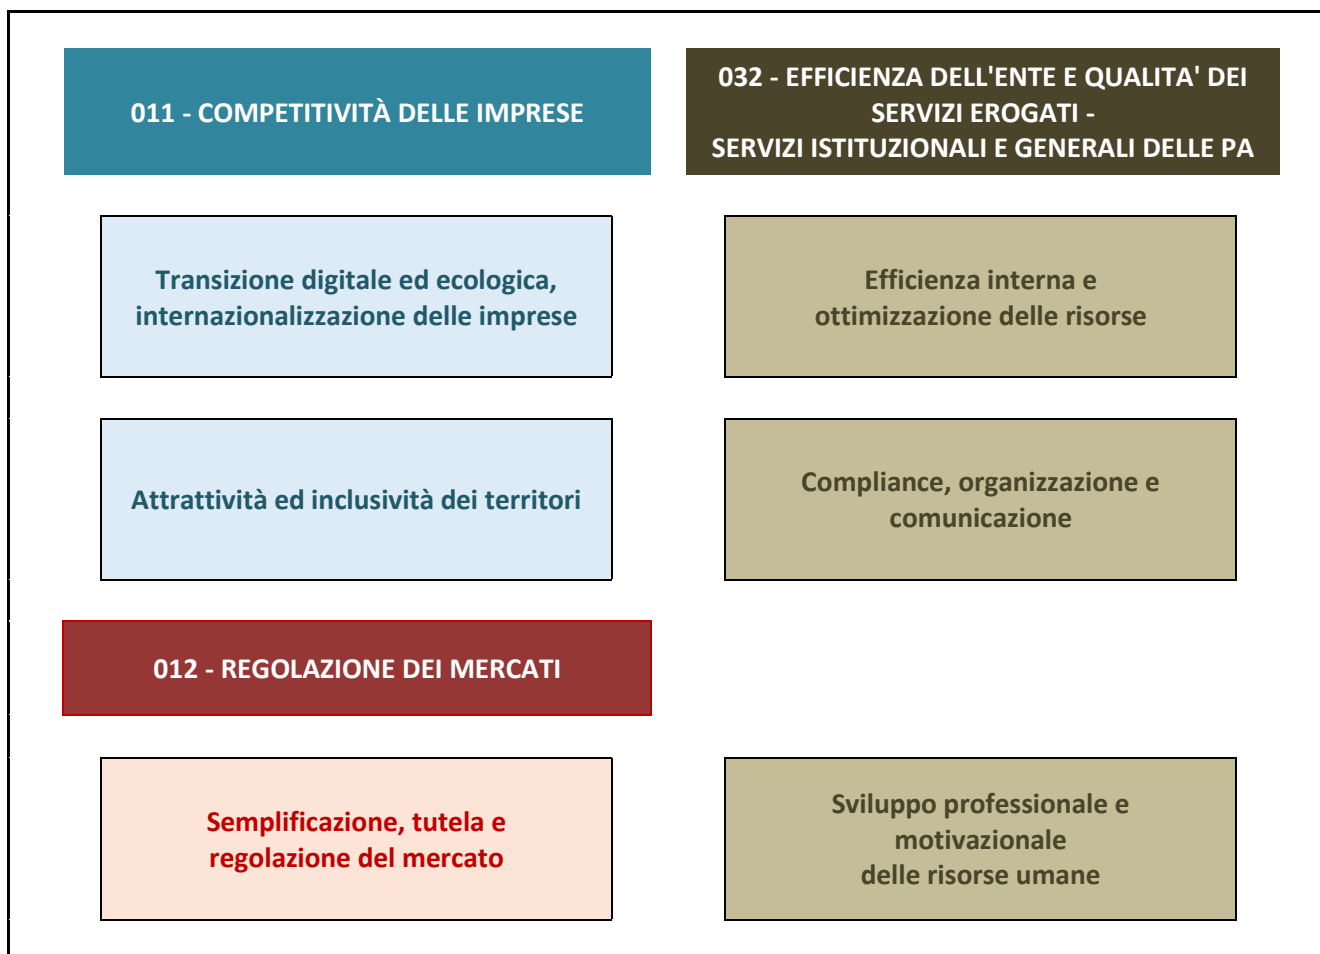 011 - COMPETITIVITÀ DELLE IMPRESE
Transizione digitale ed ecologica,
internazionalizzazione delle imprese
Attrattività ed inclusività dei territori
012 - REGOLAZIONE DEI MERCATI
Semplificazione, tutela e
regolazione del mercato
032 - EFFICIENZA DELL'ENTE E QUALITA' DEI
SERVIZI EROGATI -
SERVIZI ISTITUZIONALI E GENERALI DELLE PA
Efficienza interna e
ottimizzazione delle risorse
Compliance, organizzazione e
comunicazione
Sviluppo professionale e
motivazionale
delle risorse umane